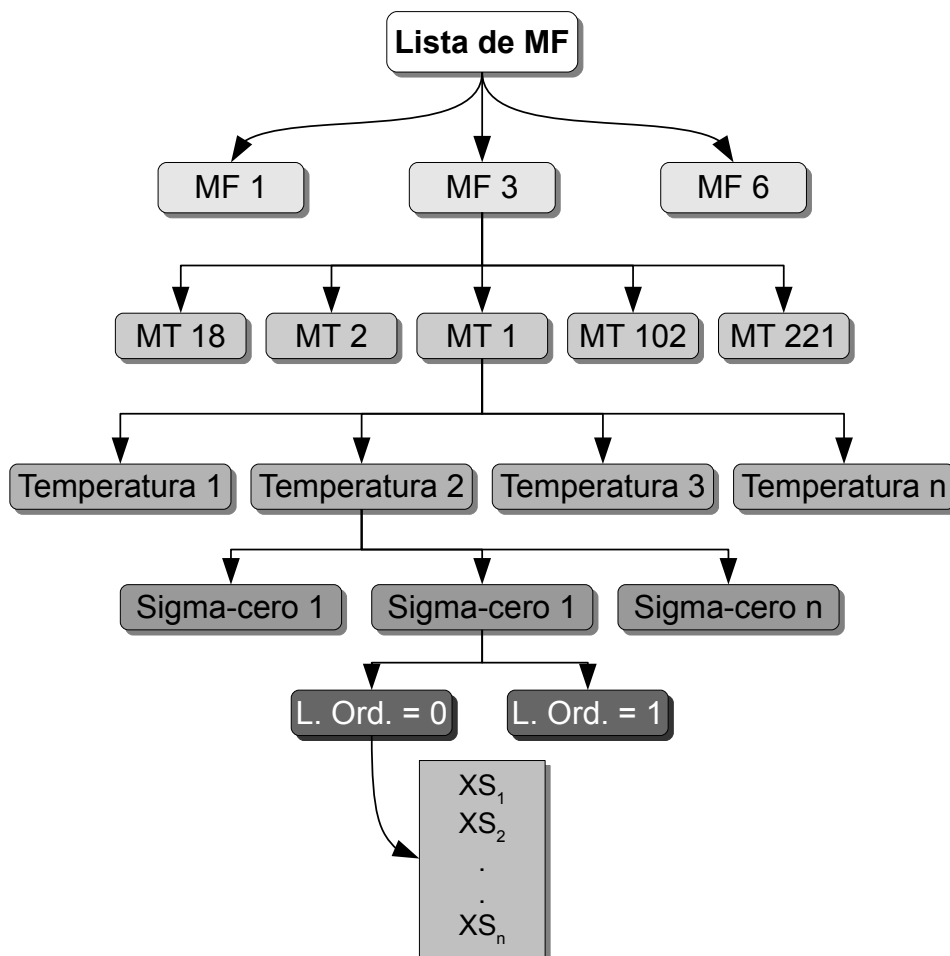 Lista de MF
MF 1
MF 3
MF 6
MT 18
MT 2
MT 1
MT 102
MT 221
Temperatura 1
Temperatura 2
Temperatura 3
Temperatura n
Sigma-cero 1
Sigma-cero 1
Sigma-cero n
L. Ord. = 0
L. Ord. = 1
XS₁
XS₂
.
.
XSₙ